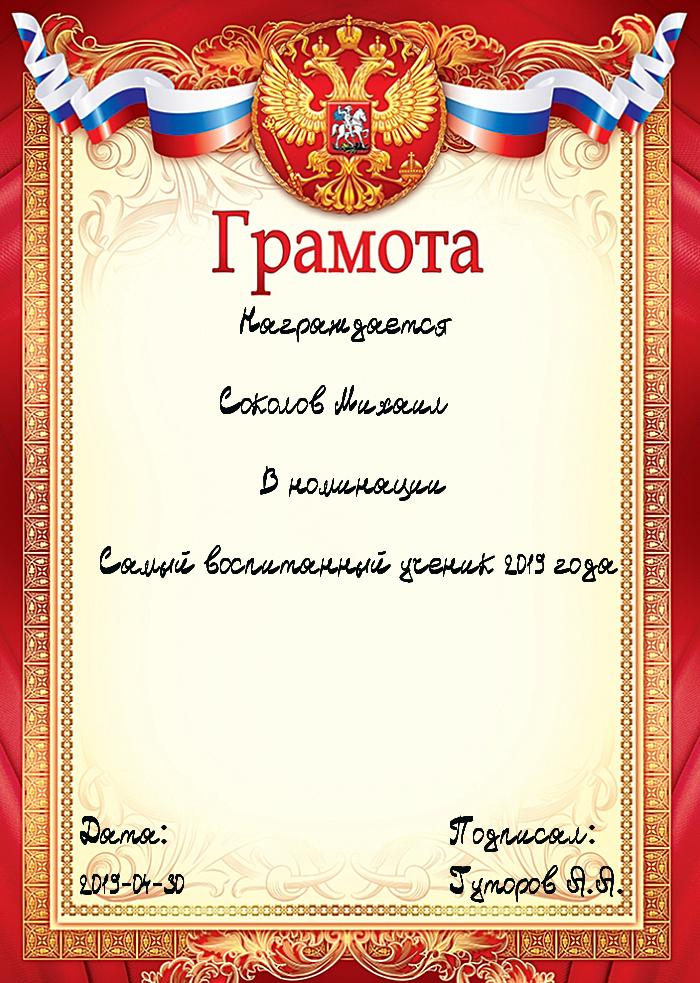 Грамота
Награждается
Соколов Михаил
В номинации
Самый воспитанный ученик 2019 года
Дата:
Подписал:
2019-04-30
Гуторов А.А.